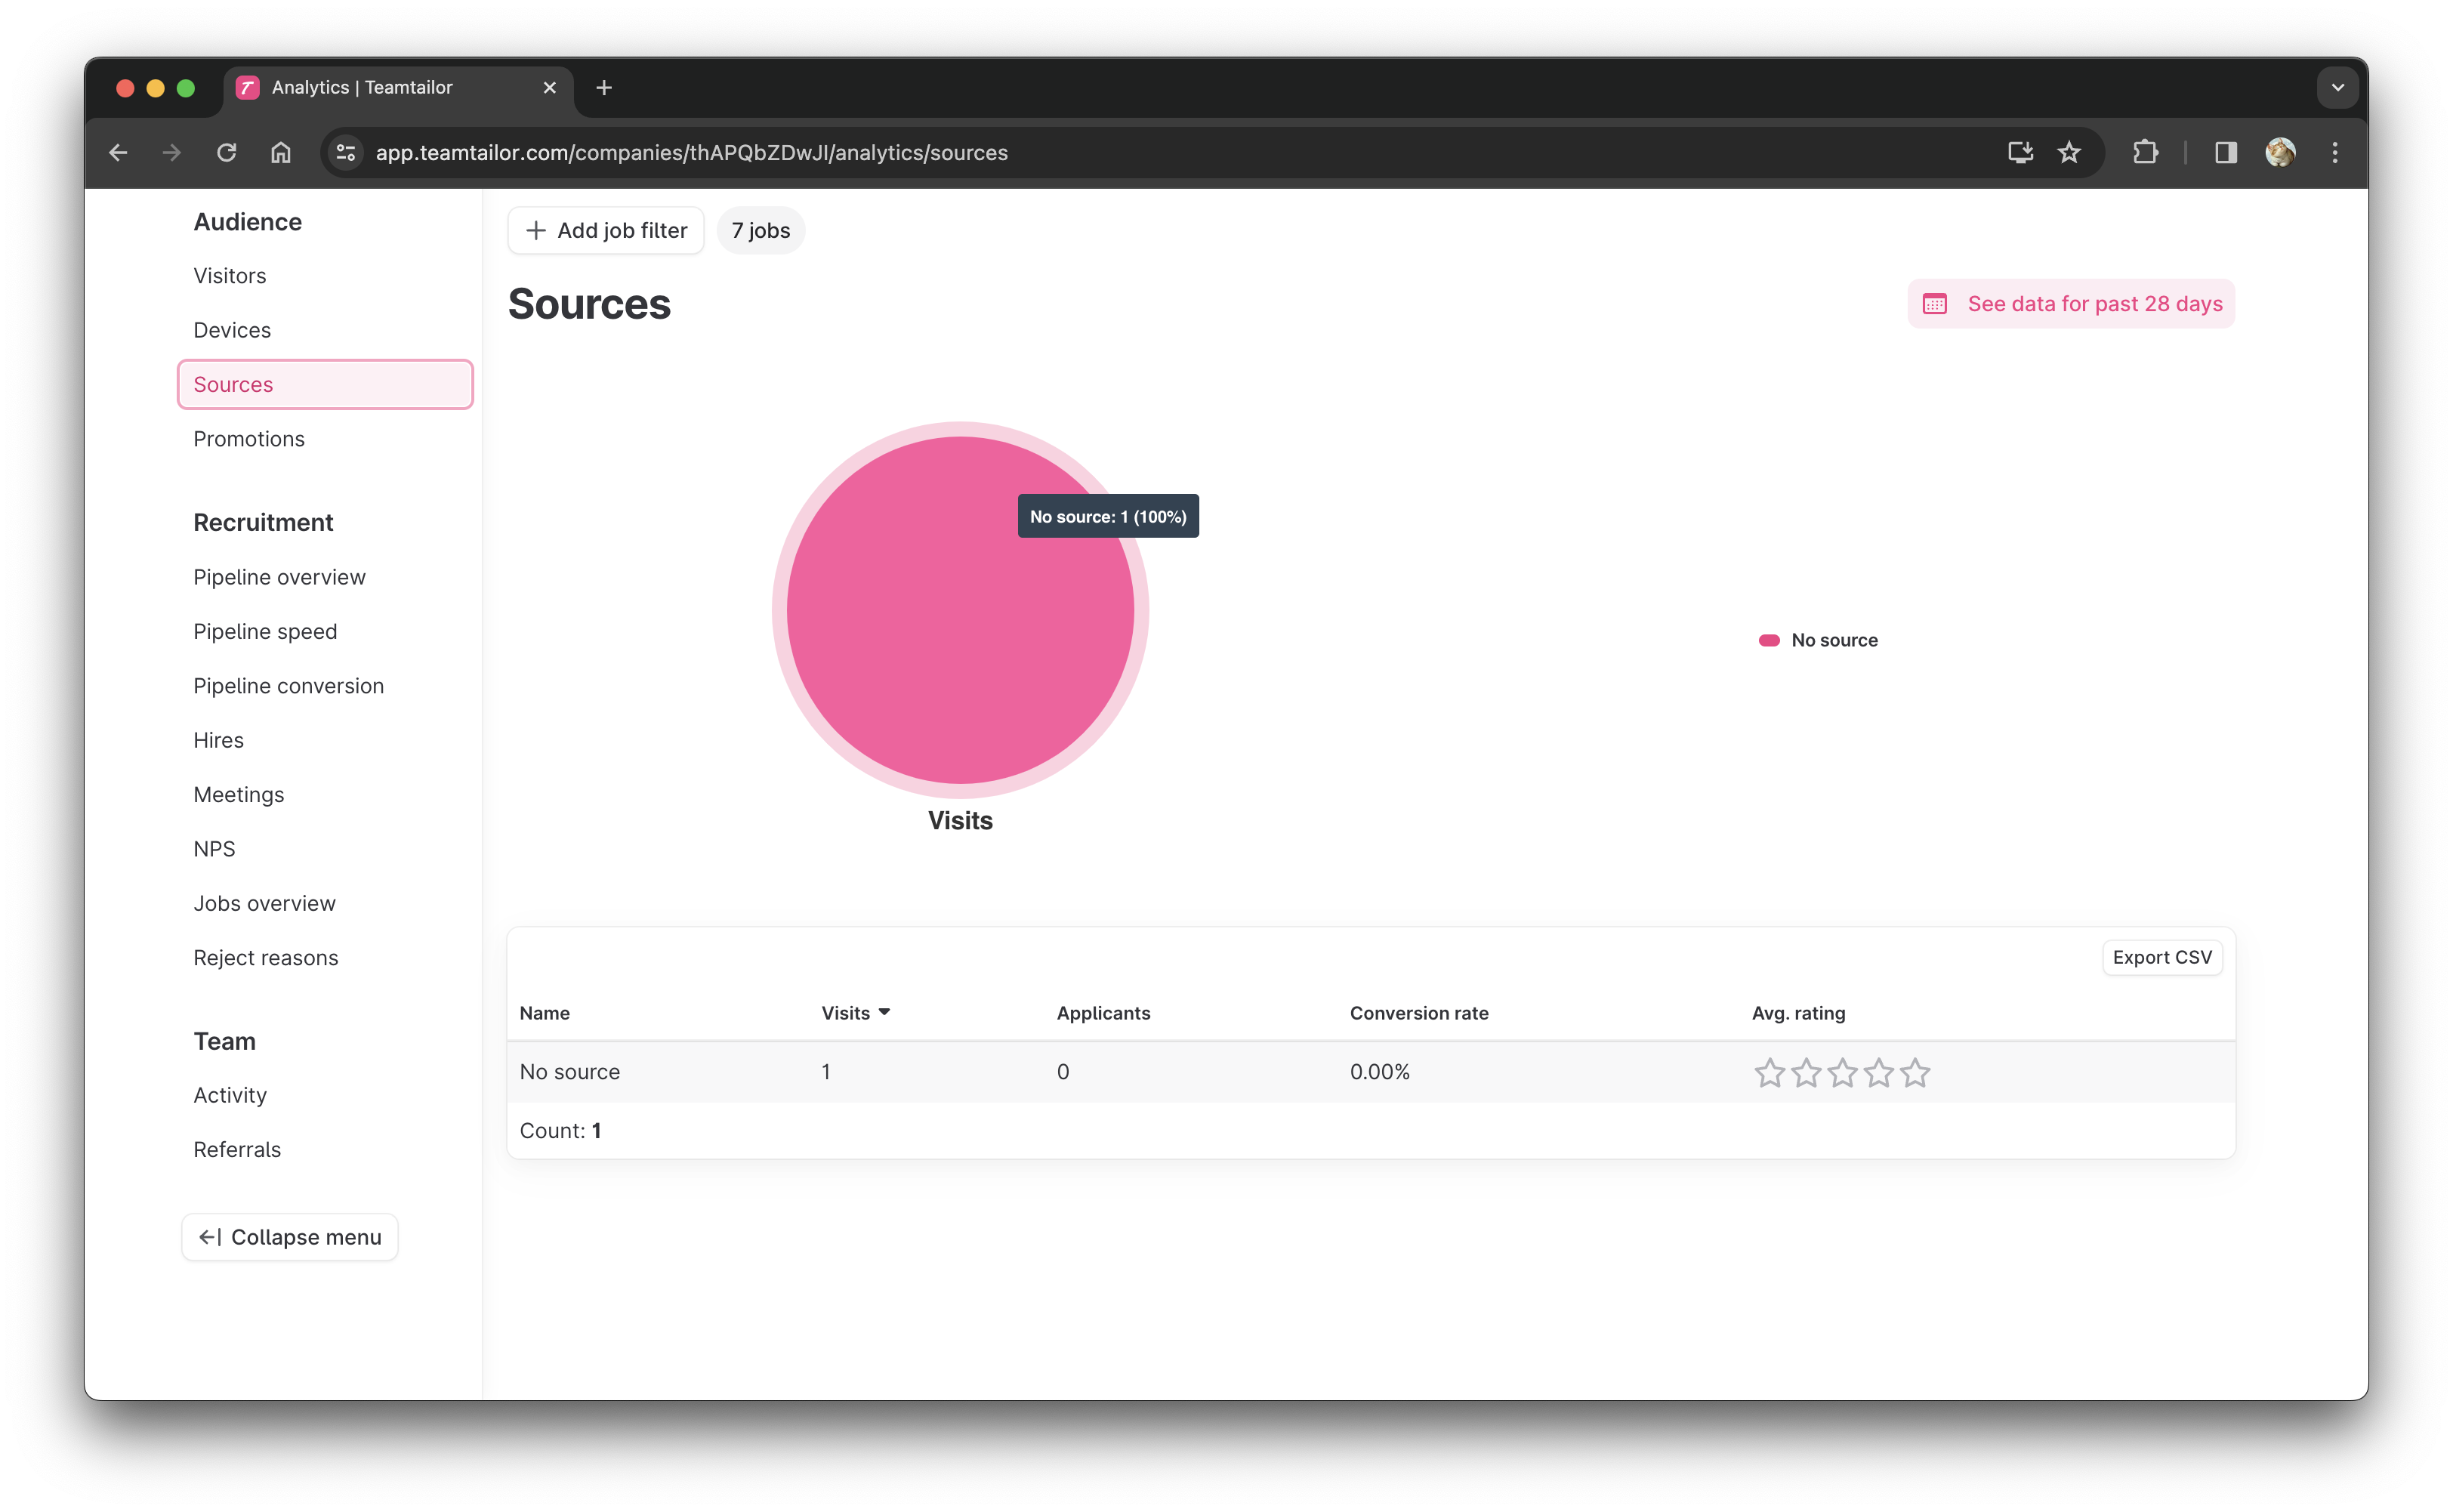 Analytics | Teamtailor
app.teamtailor.com/companies/thAPQbZDwJI/analytics/sources
Audience
Visitors
Devices
Sources
Promotions
Recruitment
Pipeline overview
Pipeline speed
Pipeline conversion
Hires
Meetings
NPS
Jobs overview
Reject reasons
Team
Activity
Referrals
Collapse menu
Add job filter
7 jobs
Sources
See data for past 28 days
No source: 1 (100%)
Visits
No source
Export CSV
Name Visits Applicants Conversion rate Avg. rating
No source 1 0 0.00%
Count: 1